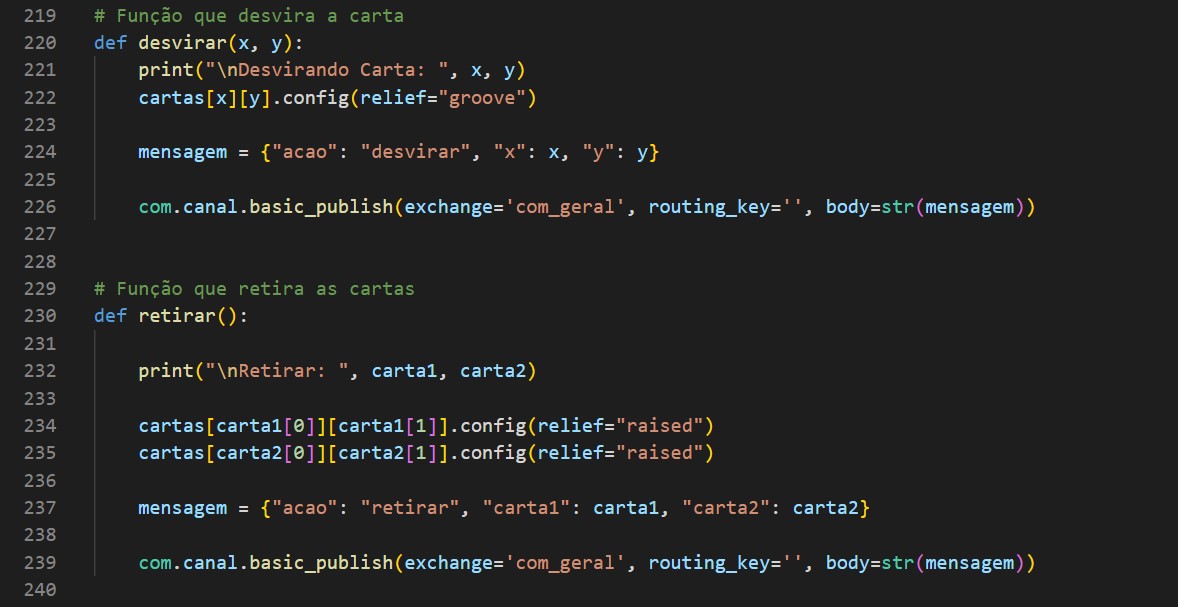 219 # Função que desvira a carta
220 def desvirar(x, y):
221     print("\nDesvirando Carta: ", x, y)
222     cartas[x][y].config(relief="groove")
223
224     mensagem = {"acao": "desvirar", "x": x, "y": y}
225
226     com.canal.basic_publish(exchange='com_geral', routing_key='', body=str(mensagem))
227
228
229 # Função que retira as cartas
230 def retirar():
231
232     print("\nRetirar: ", carta1, carta2)
233
234     cartas[carta1[0]][carta1[1]].config(relief="raised")
235     cartas[carta2[0]][carta2[1]].config(relief="raised")
236
237     mensagem = {"acao": "retirar", "carta1": carta1, "carta2": carta2}
238
239     com.canal.basic_publish(exchange='com_geral', routing_key='', body=str(mensagem))
240